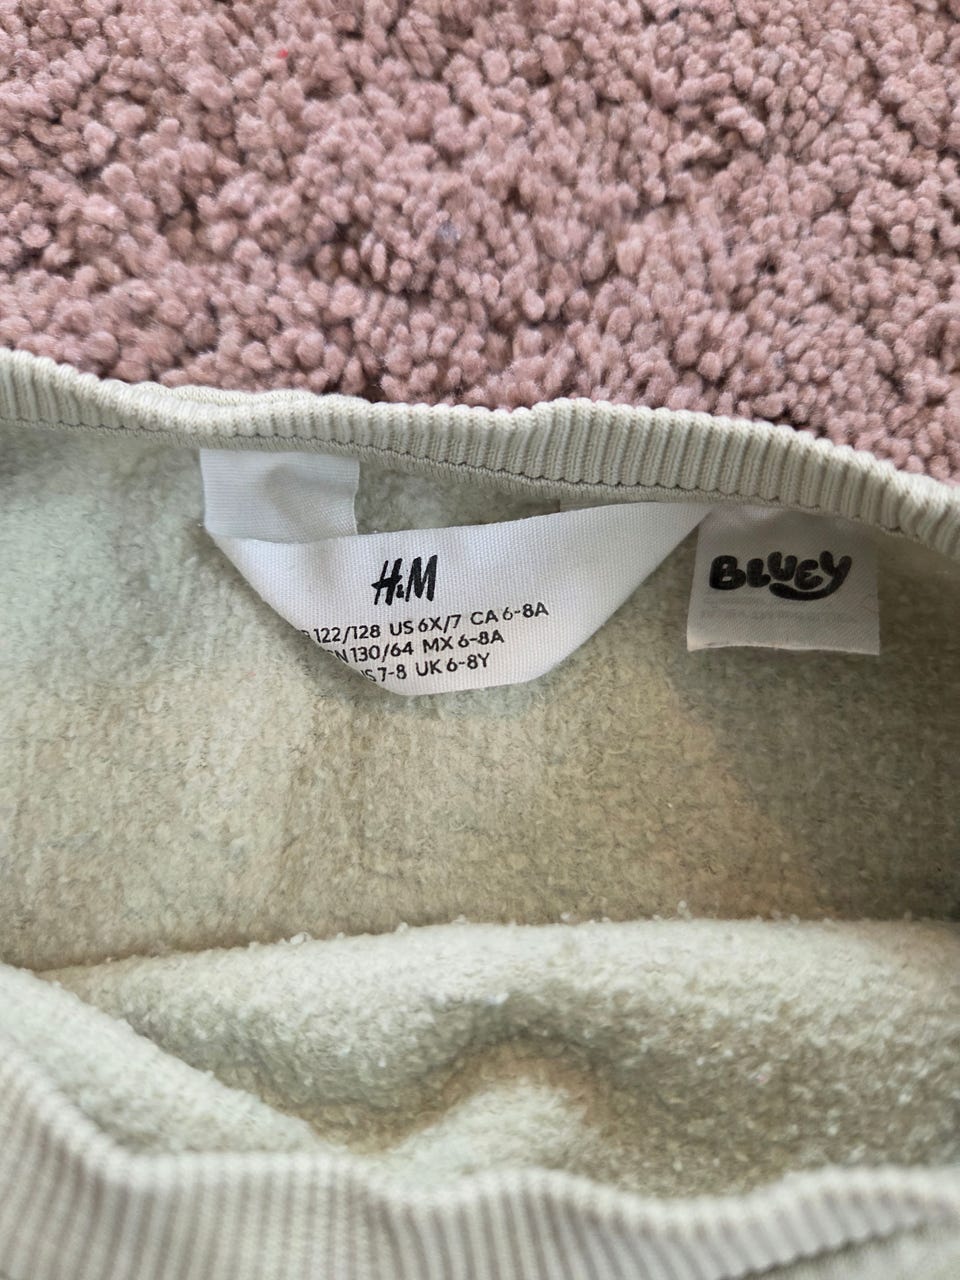 H&M
122/128 US 6X/7 CA 6-8A
130/64 MX 6-8A
7-8 UK 6-8Y
BLUEY